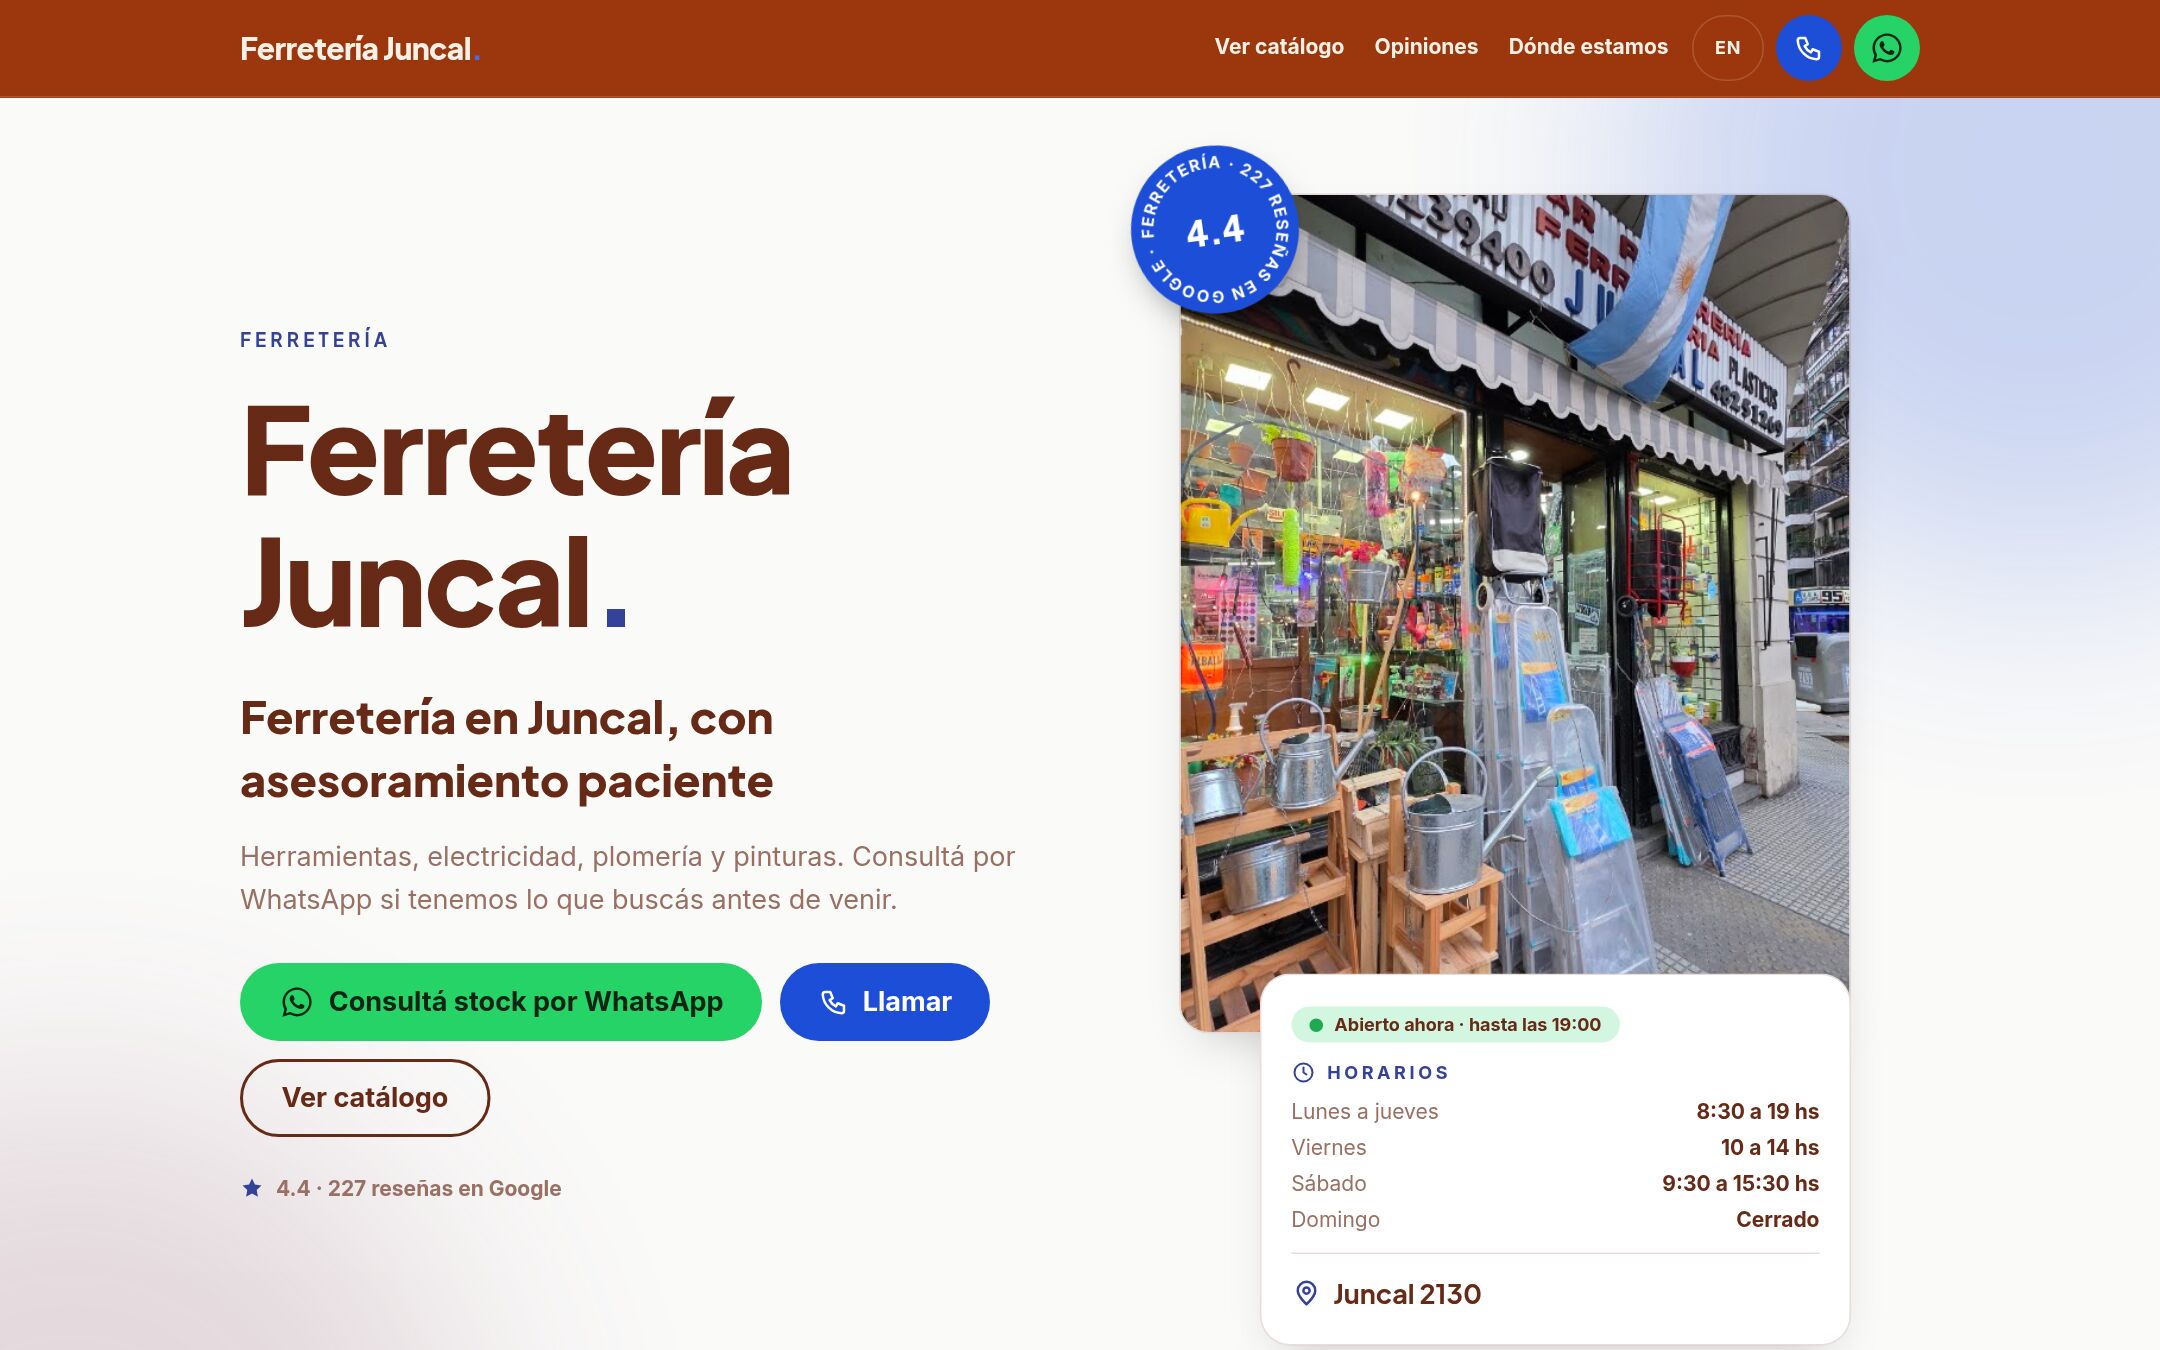 Ferretería Juncal.
Ver catálogo
Opiniones
Dónde estamos
EN
FERRETERÍA · 227 RESEÑAS EN GOOGLE ·
4.4
FERRETERÍA
Ferretería
Juncal.
Ferretería en Juncal, con
asesoramiento paciente
Herramientas, electricidad, plomería y pinturas. Consultá por
WhatsApp si tenemos lo que buscás antes de venir.
Consultá stock por WhatsApp
Llamar
Ver catálogo
4.4 · 227 reseñas en Google
PLASTICOS
Abierto ahora · hasta las 19:00
HORARIOS
Lunes a jueves 8:30 a 19 hs
Viernes 10 a 14 hs
Sábado 9:30 a 15:30 hs
Domingo Cerrado
Juncal 2130